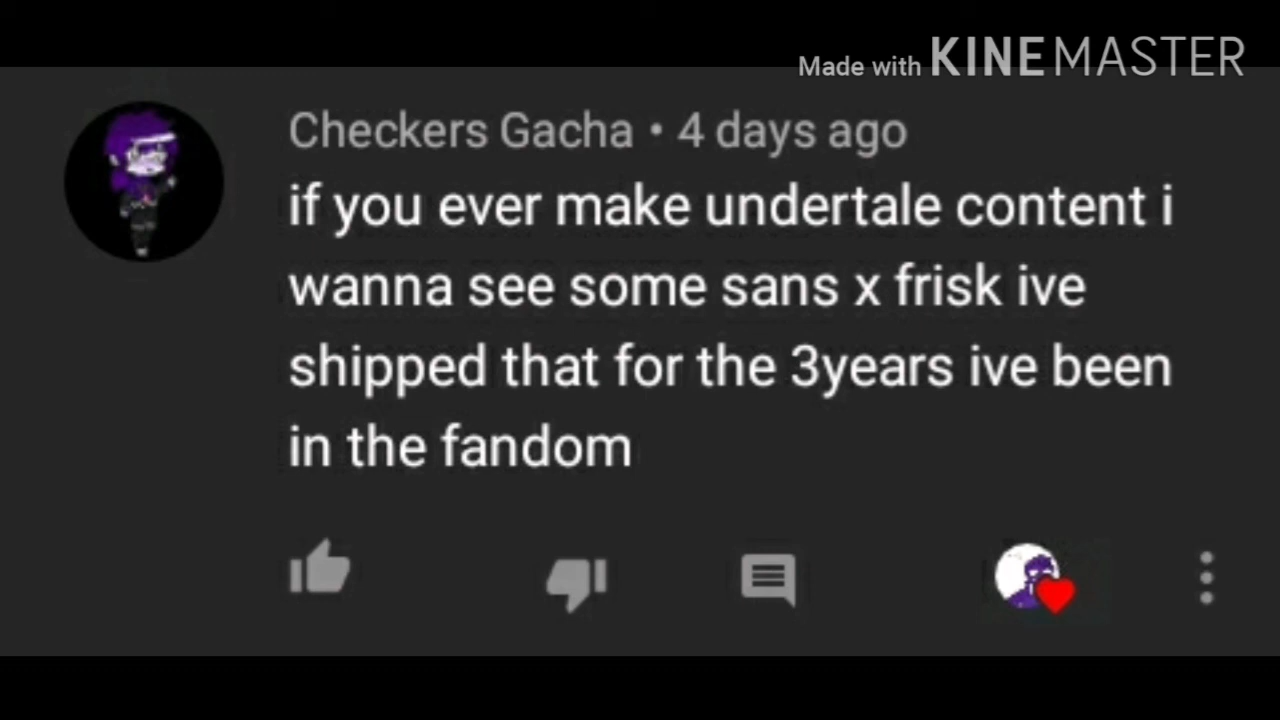 Made with KINEMASTER
Checkers Gacha • 4 days ago
if you ever make undertale content i
wanna see some sans x frisk ive
shipped that for the 3years ive been
in the fandom